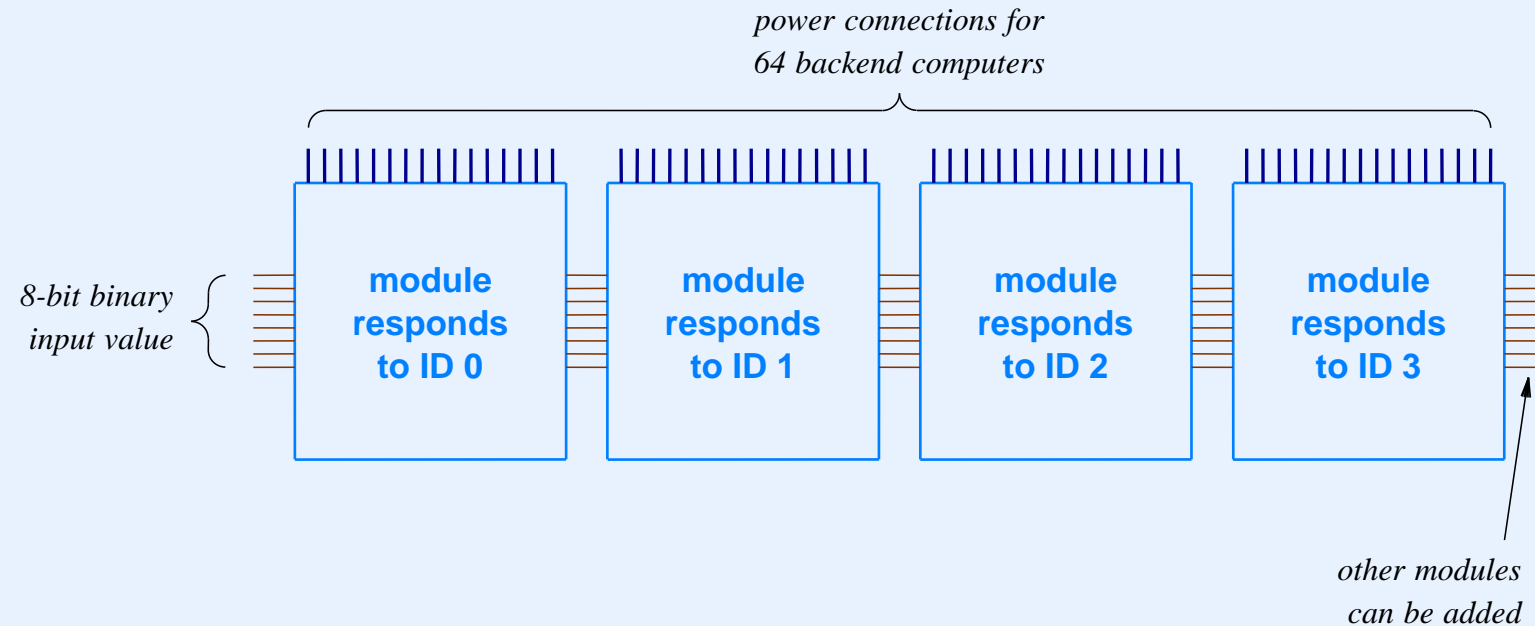 power connections for
64 backend computers
8-bit binary
input value
module
responds
to ID 0
module
responds
to ID 1
module
responds
to ID 2
module
responds
to ID 3
other modules
can be added